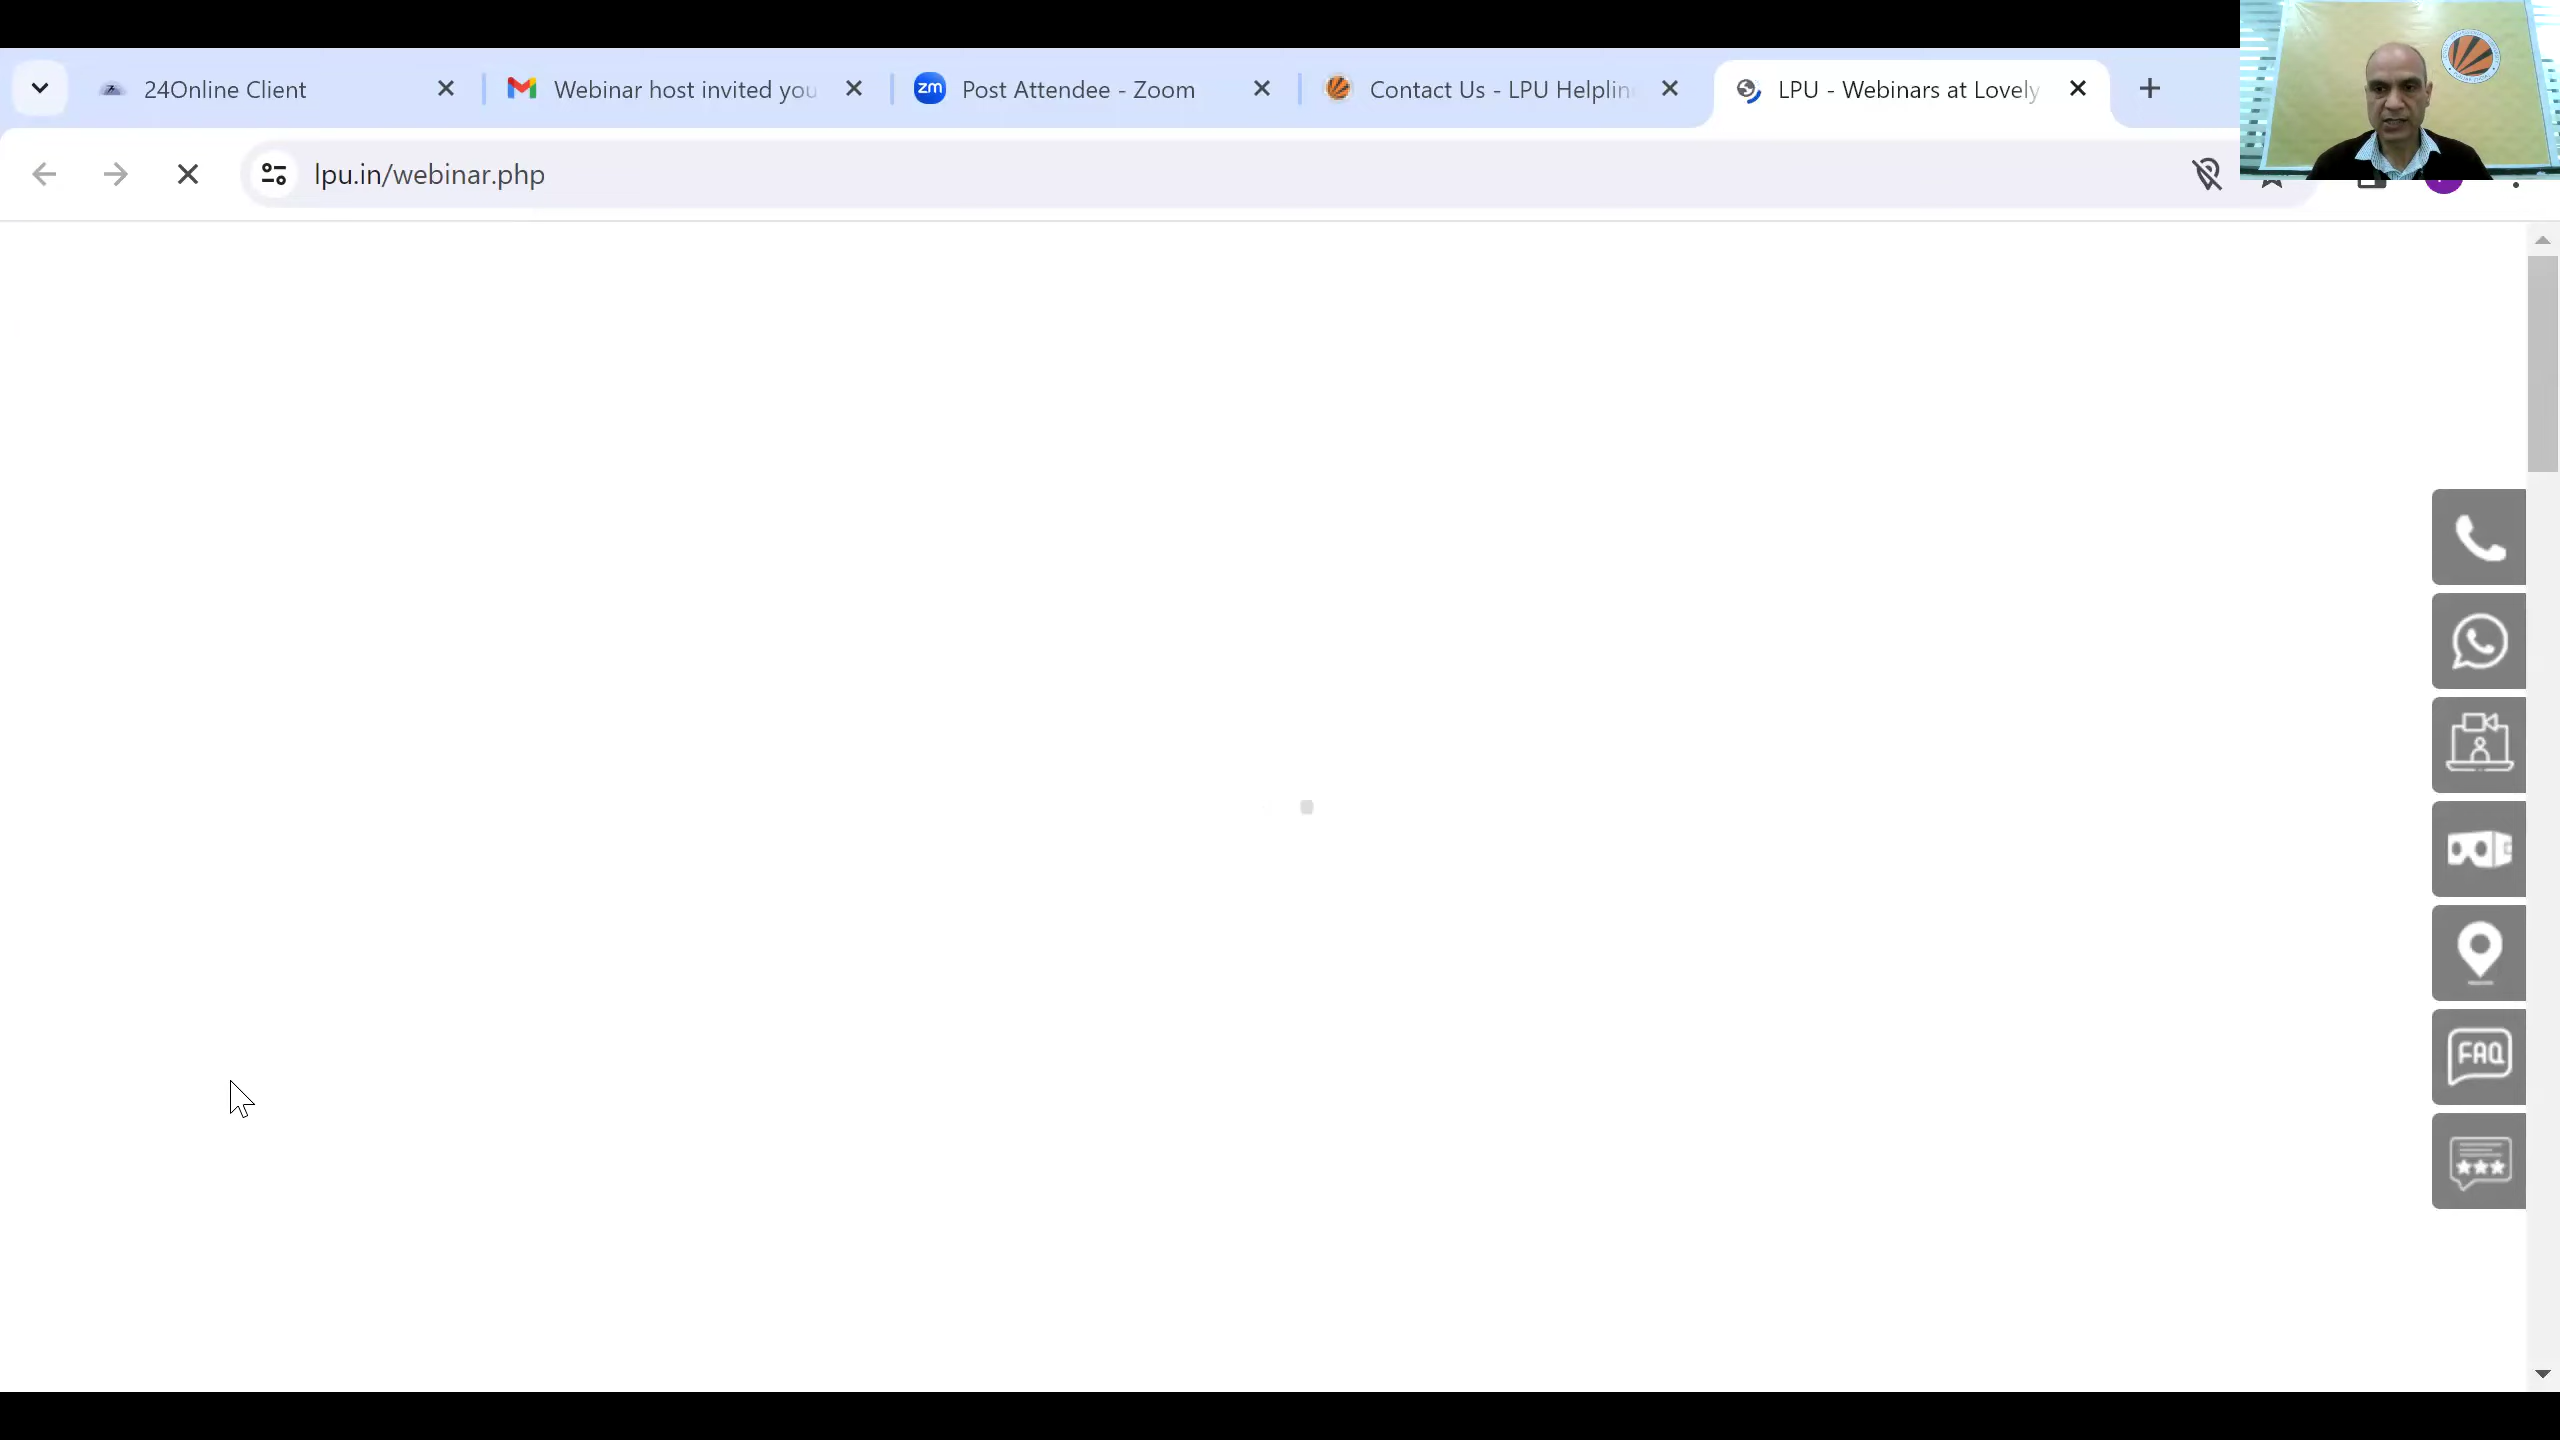 24Online Client
Webinar host invited you
zm
Post Attendee - Zoom
Contact Us - LPU Helplin
LPU - Webinars at Lovely
lpu.in/webinar.php
FAQ